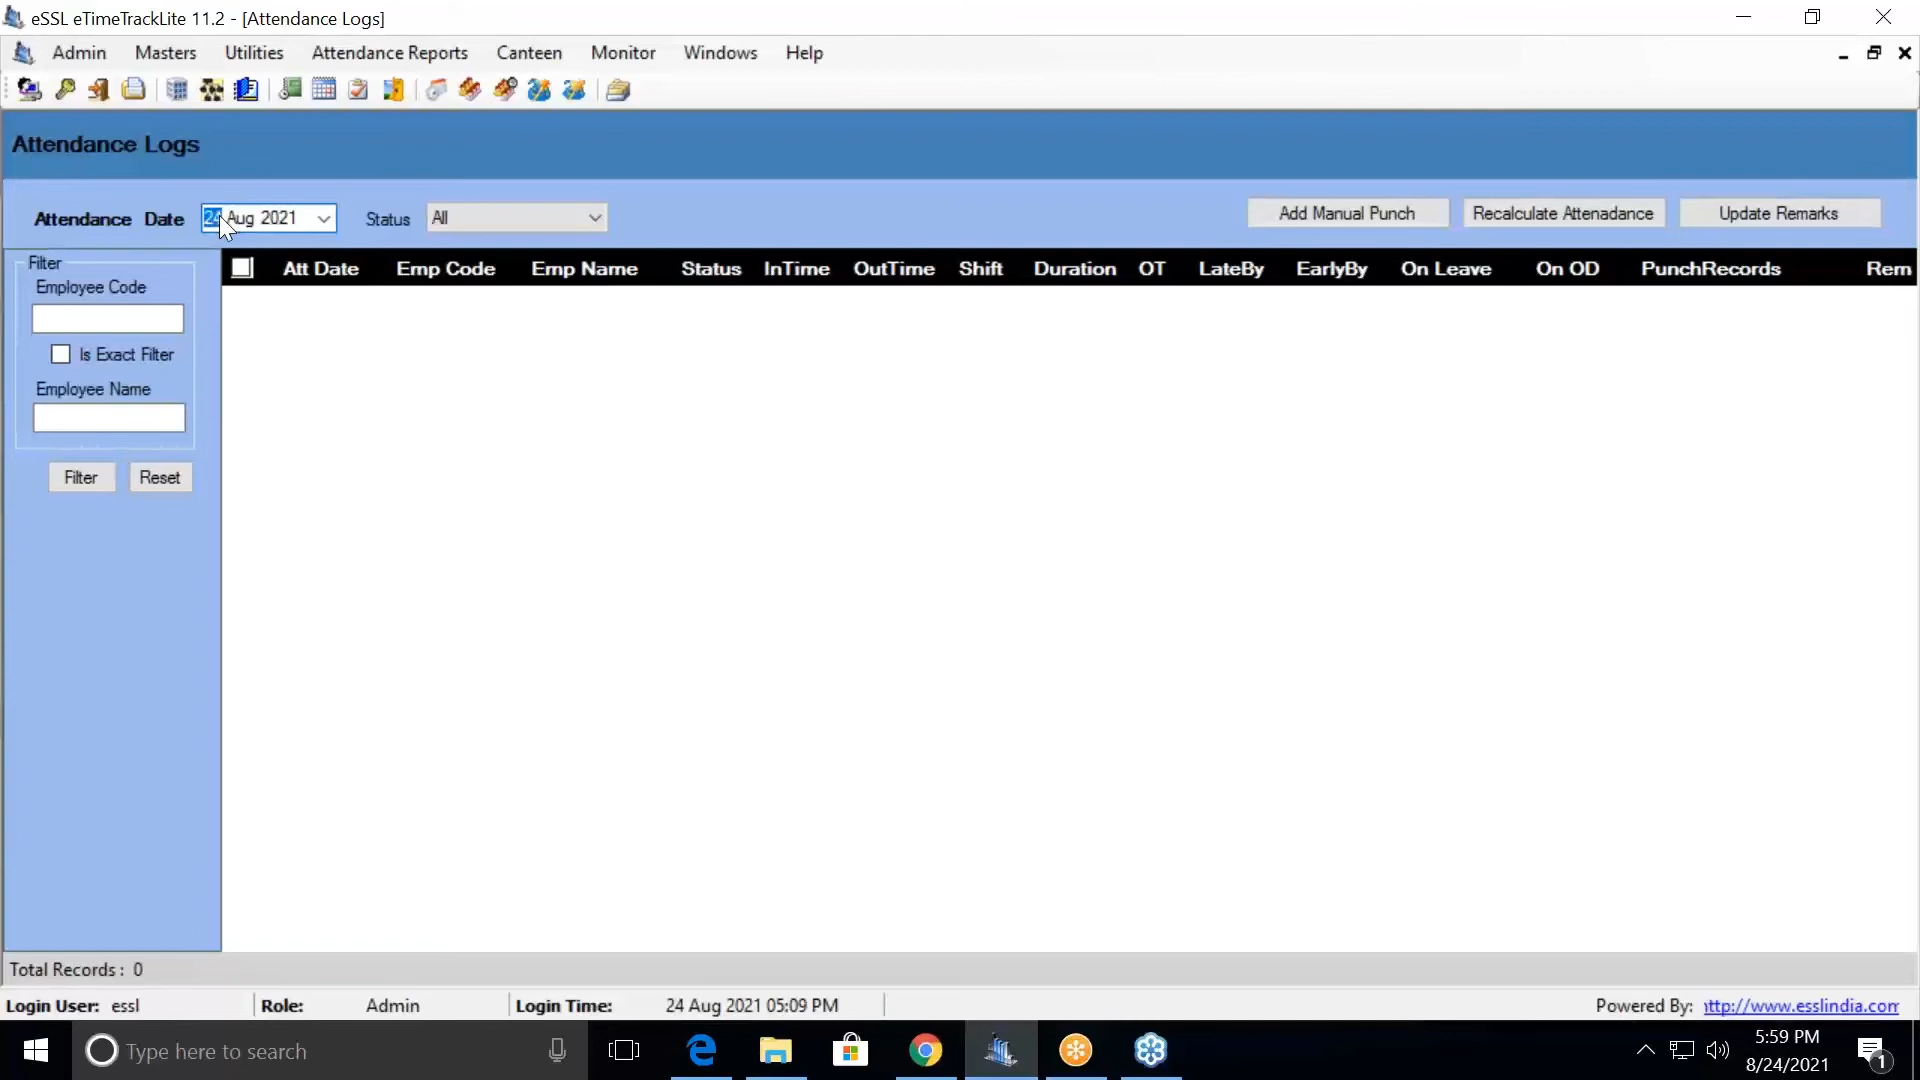 eSSL eTimeTrackLite 11.2 - [Attendance Logs]
Admin Masters Utilities Attendance Reports Canteen Monitor Windows Help
Attendance Logs
Attendance Date 24 Aug 2021 Status All Add Manual Punch Recalculate Attenadance Update Remarks
Filter
Att Date Emp Code Emp Name Status InTime OutTime Shift Duration OT LateBy EarlyBy On Leave On OD PunchRecords Rem
Employee Code
Is Exact Filter
Employee Name
Filter Reset
Total Records : 0
Login User: essl Role: Admin Login Time: 24 Aug 2021 05:09 PM Powered By: ttp://www.esslindia.com
Type here to search
5:59 PM
8/24/2021
1